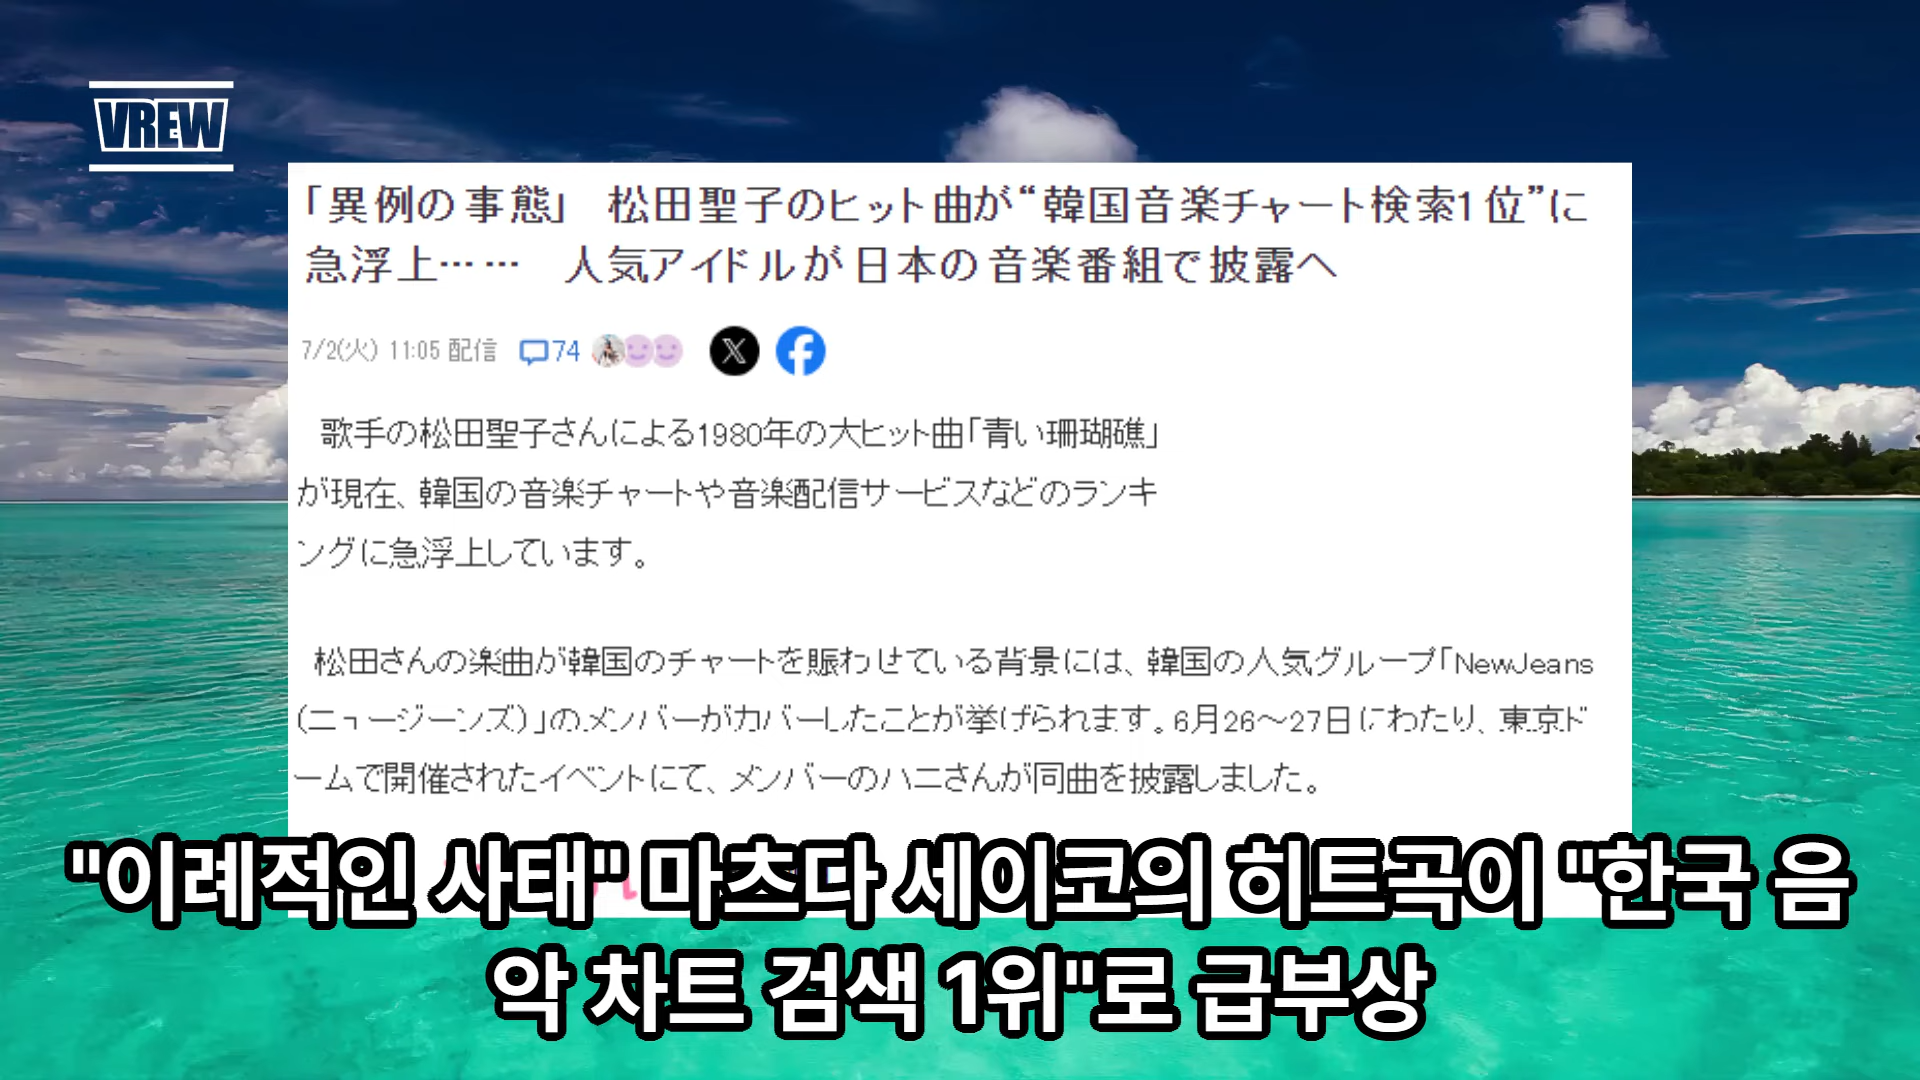 VREW
「異例の事態」 松田聖子のヒット曲が“韓国音楽チャート検索1位”に
急浮上…… 人気アイドルが日本の音楽番組で披露へ
7/2(火) 11:05 配信 74
歌手の松田聖子さんによる1980年の大ヒット曲「青い珊瑚礁」
が現在、韓国の音楽チャートや音楽配信サービスなどのランキ
ングに急浮上しています。
松田さんの楽曲が韓国のチャートを賑わせている背景には、韓国の人気グループ「NewJeans
(ニュージーンズ)」のメンバーがカバーしたことが挙げられます。6月26〜27日にわたり、東京ド
ームで開催されたイベントにて、メンバーのハニさんが同曲を披露しました。
"이례적인 사태" 마츠다 세이코의 히트곡이 "한국 음
악 차트 검색 1위"로 급부상